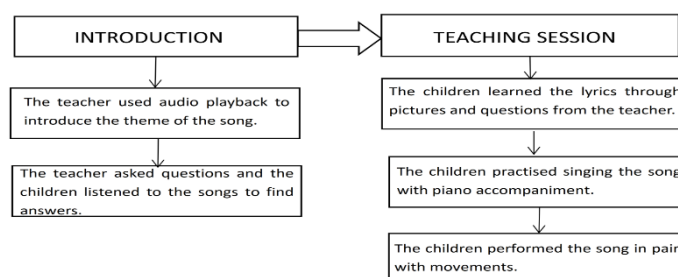 INTRODUCTION
The teacher used audio playback to
introduce the theme of the song.
The teacher asked questions and the
children listened to the songs to find
answers.
TEACHING SESSION
The children learned the lyrics through
pictures and questions from the teacher.
The children practised singing the song
with piano accompaniment.
The children performed the song in pair
with movements.